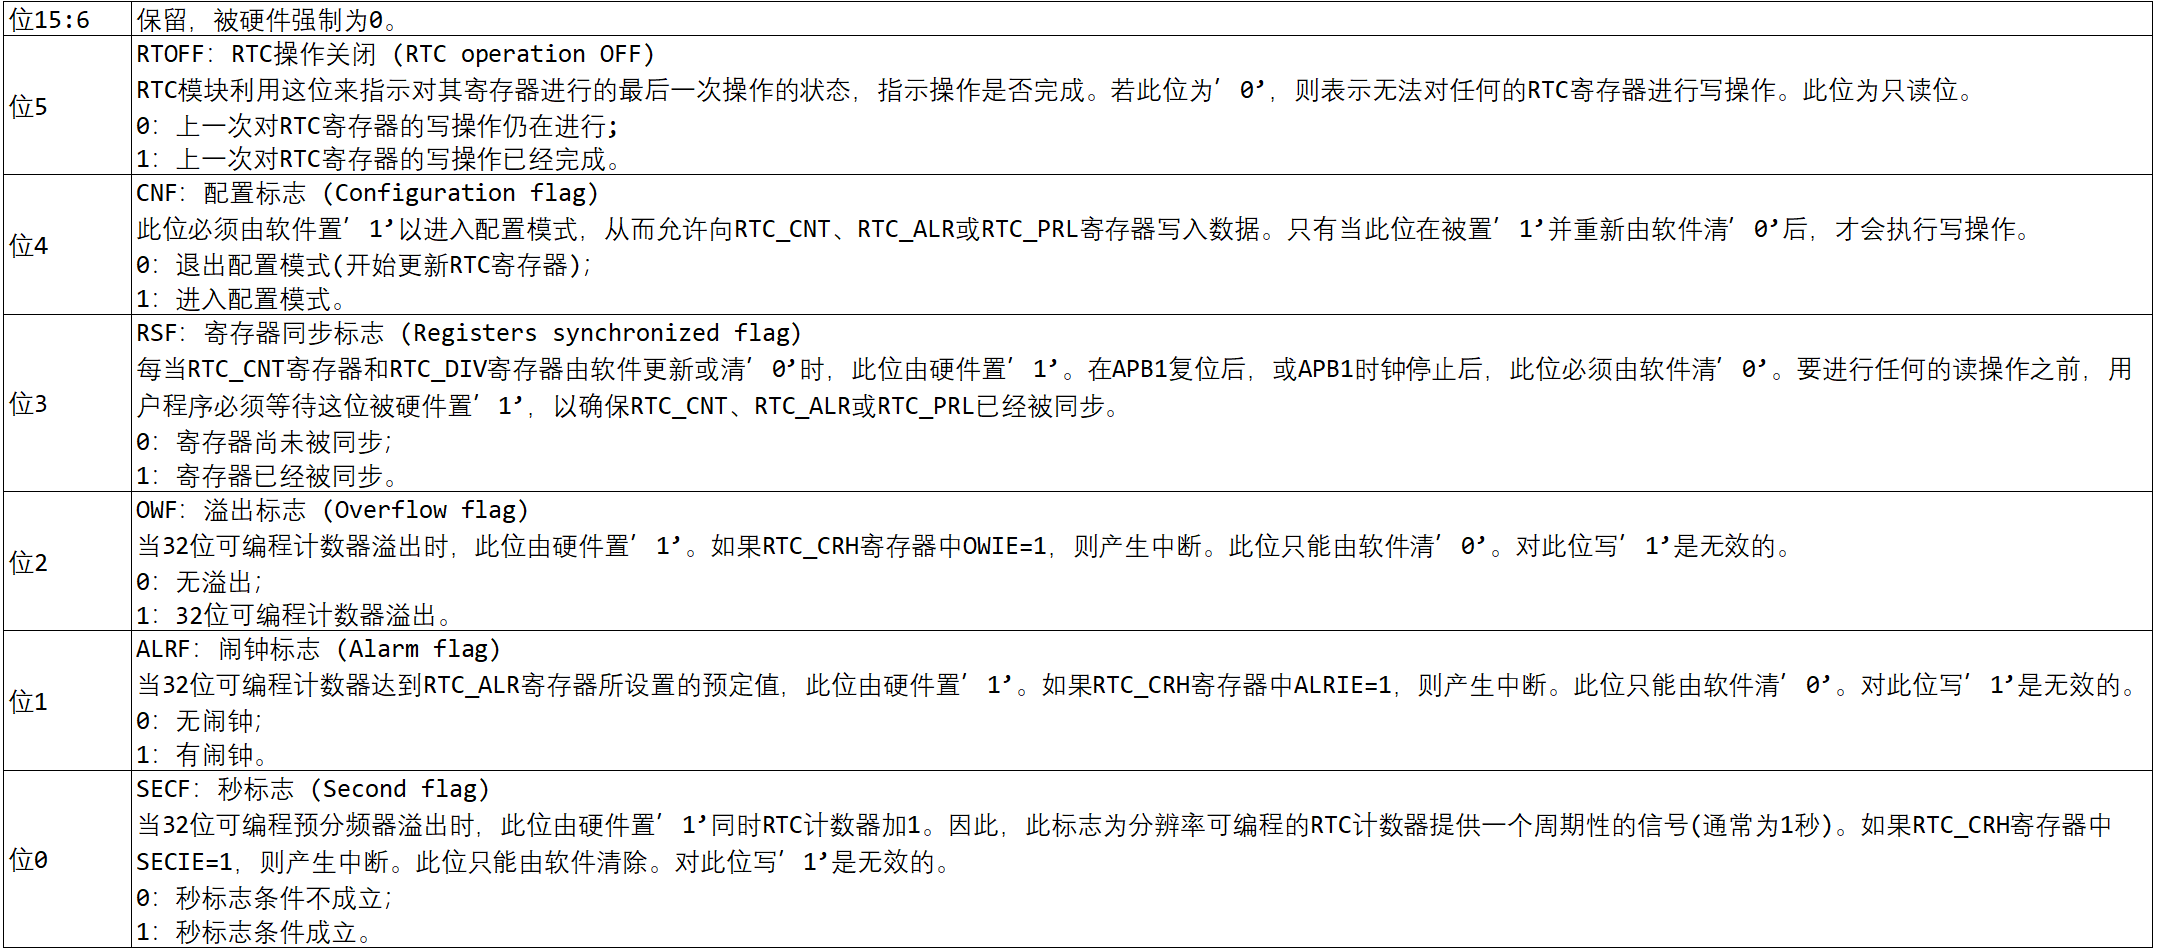 位15:6
保留，被硬件强制为0。
位5
RTOFF：RTC操作关闭 (RTC operation OFF)
RTC模块利用这位来指示对其寄存器进行的最后一次操作的状态，指示操作是否完成。若此位为’0’，则表示无法对任何的RTC寄存器进行写操作。此位为只读位。
0：上一次对RTC寄存器的写操作仍在进行;
1：上一次对RTC寄存器的写操作已经完成。
位4
CNF：配置标志 (Configuration flag)
此位必须由软件置’1’以进入配置模式，从而允许向RTC_CNT、RTC_ALR或RTC_PRL寄存器写入数据。只有当此位在被置’1’并重新由软件清’0’后，才会执行写操作。
0：退出配置模式(开始更新RTC寄存器)；
1：进入配置模式。
位3
RSF：寄存器同步标志 (Registers synchronized flag)
每当RTC_CNT寄存器和RTC_DIV寄存器由软件更新或清’0’时，此位由硬件置’1’。在APB1复位后，或APB1时钟停止后，此位必须由软件清’0’。要进行任何的读操作之前，用
户程序必须等待这位被硬件置’1’，以确保RTC_CNT、RTC_ALR或RTC_PRL已经被同步。
0：寄存器尚未被同步；
1：寄存器已经被同步。
位2
OWF：溢出标志 (Overflow flag)
当32位可编程计数器溢出时，此位由硬件置’1’。如果RTC_CRH寄存器中OWIE=1，则产生中断。此位只能由软件清’0’。对此位写’1’是无效的。
0：无溢出；
1：32位可编程计数器溢出。
位1
ALRF：闹钟标志 (Alarm flag)
当32位可编程计数器达到RTC_ALR寄存器所设置的预定值，此位由硬件置’1’。如果RTC_CRH寄存器中ALRIE=1，则产生中断。此位只能由软件清’0’。对此位写’1’是无效的。
0：无闹钟；
1：有闹钟。
位0
SECF：秒标志 (Second flag)
当32位可编程预分频器溢出时，此位由硬件置’1’同时RTC计数器加1。因此，此标志为分辨率可编程的RTC计数器提供一个周期性的信号(通常为1秒)。如果RTC_CRH寄存器中
SECIE=1，则产生中断。此位只能由软件清除。对此位写’1’是无效的。
0：秒标志条件不成立；
1：秒标志条件成立。